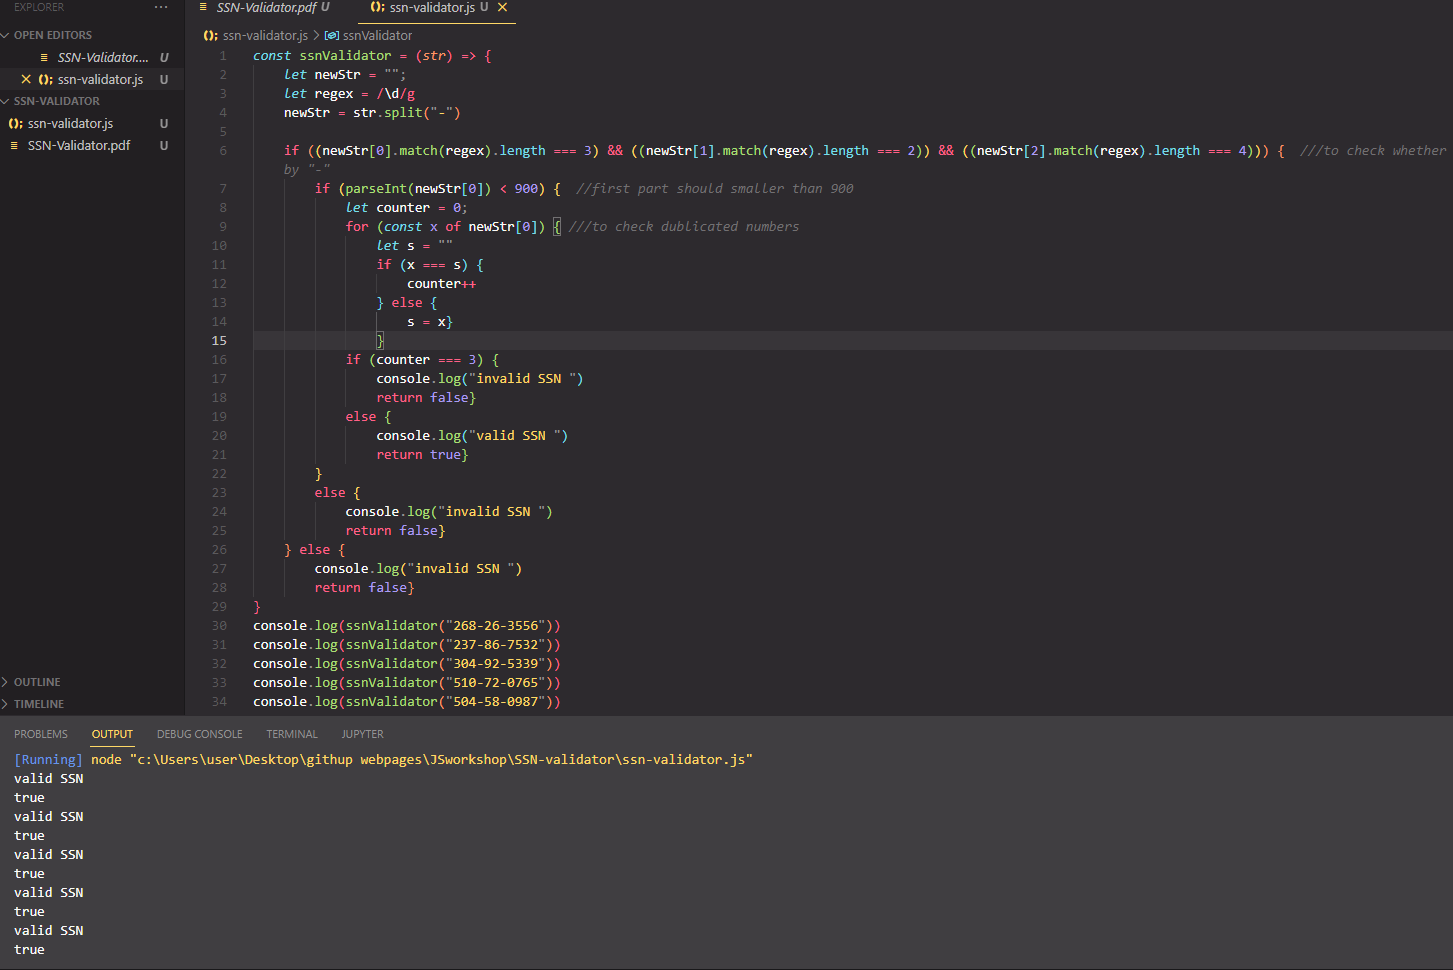 EXPLORER ···
SSN-Validator.pdf U
ssn-validator.js U
OPEN EDITORS
SSN-Validator.... U
ssn-validator.js U
SSN-VALIDATOR
ssn-validator.js U
SSN-Validator.pdf U
OUTLINE
TIMELINE
ssn-validator.js > ssnValidator
1 const ssnValidator = (str) => {
2 let newStr = "";
3 let regex = /\d/g
4 newStr = str.split("-")
5
6 if ((newStr[0].match(regex).length === 3) && ((newStr[1].match(regex).length === 2)) && ((newStr[2].match(regex).length === 4))) { ///to check whether
by "-"
7 if (parseInt(newStr[0]) < 900) { //first part should smaller than 900
8 let counter = 0;
9 for (const x of newStr[0]) { ///to check dublicated numbers
10 let s = ""
11 if (x === s) {
12 counter++
13 } else {
14 s = x}
15 }
16 if (counter === 3) {
17 console.log("invalid SSN ")
18 return false}
19 else {
20 console.log("valid SSN ")
21 return true}
22 }
23 else {
24 console.log("invalid SSN ")
25 return false}
26 } else {
27 console.log("invalid SSN ")
28 return false}
29 }
30 console.log(ssnValidator("268-26-3556"))
31 console.log(ssnValidator("237-86-7532"))
32 console.log(ssnValidator("304-92-5339"))
33 console.log(ssnValidator("510-72-0765"))
34 console.log(ssnValidator("504-58-0987"))
PROBLEMS OUTPUT DEBUG CONSOLE TERMINAL JUPYTER
[Running] node "c:\Users\user\Desktop\githup webpages\JSworkshop\SSN-validator\ssn-validator.js"
valid SSN
true
valid SSN
true
valid SSN
true
valid SSN
true
valid SSN
true